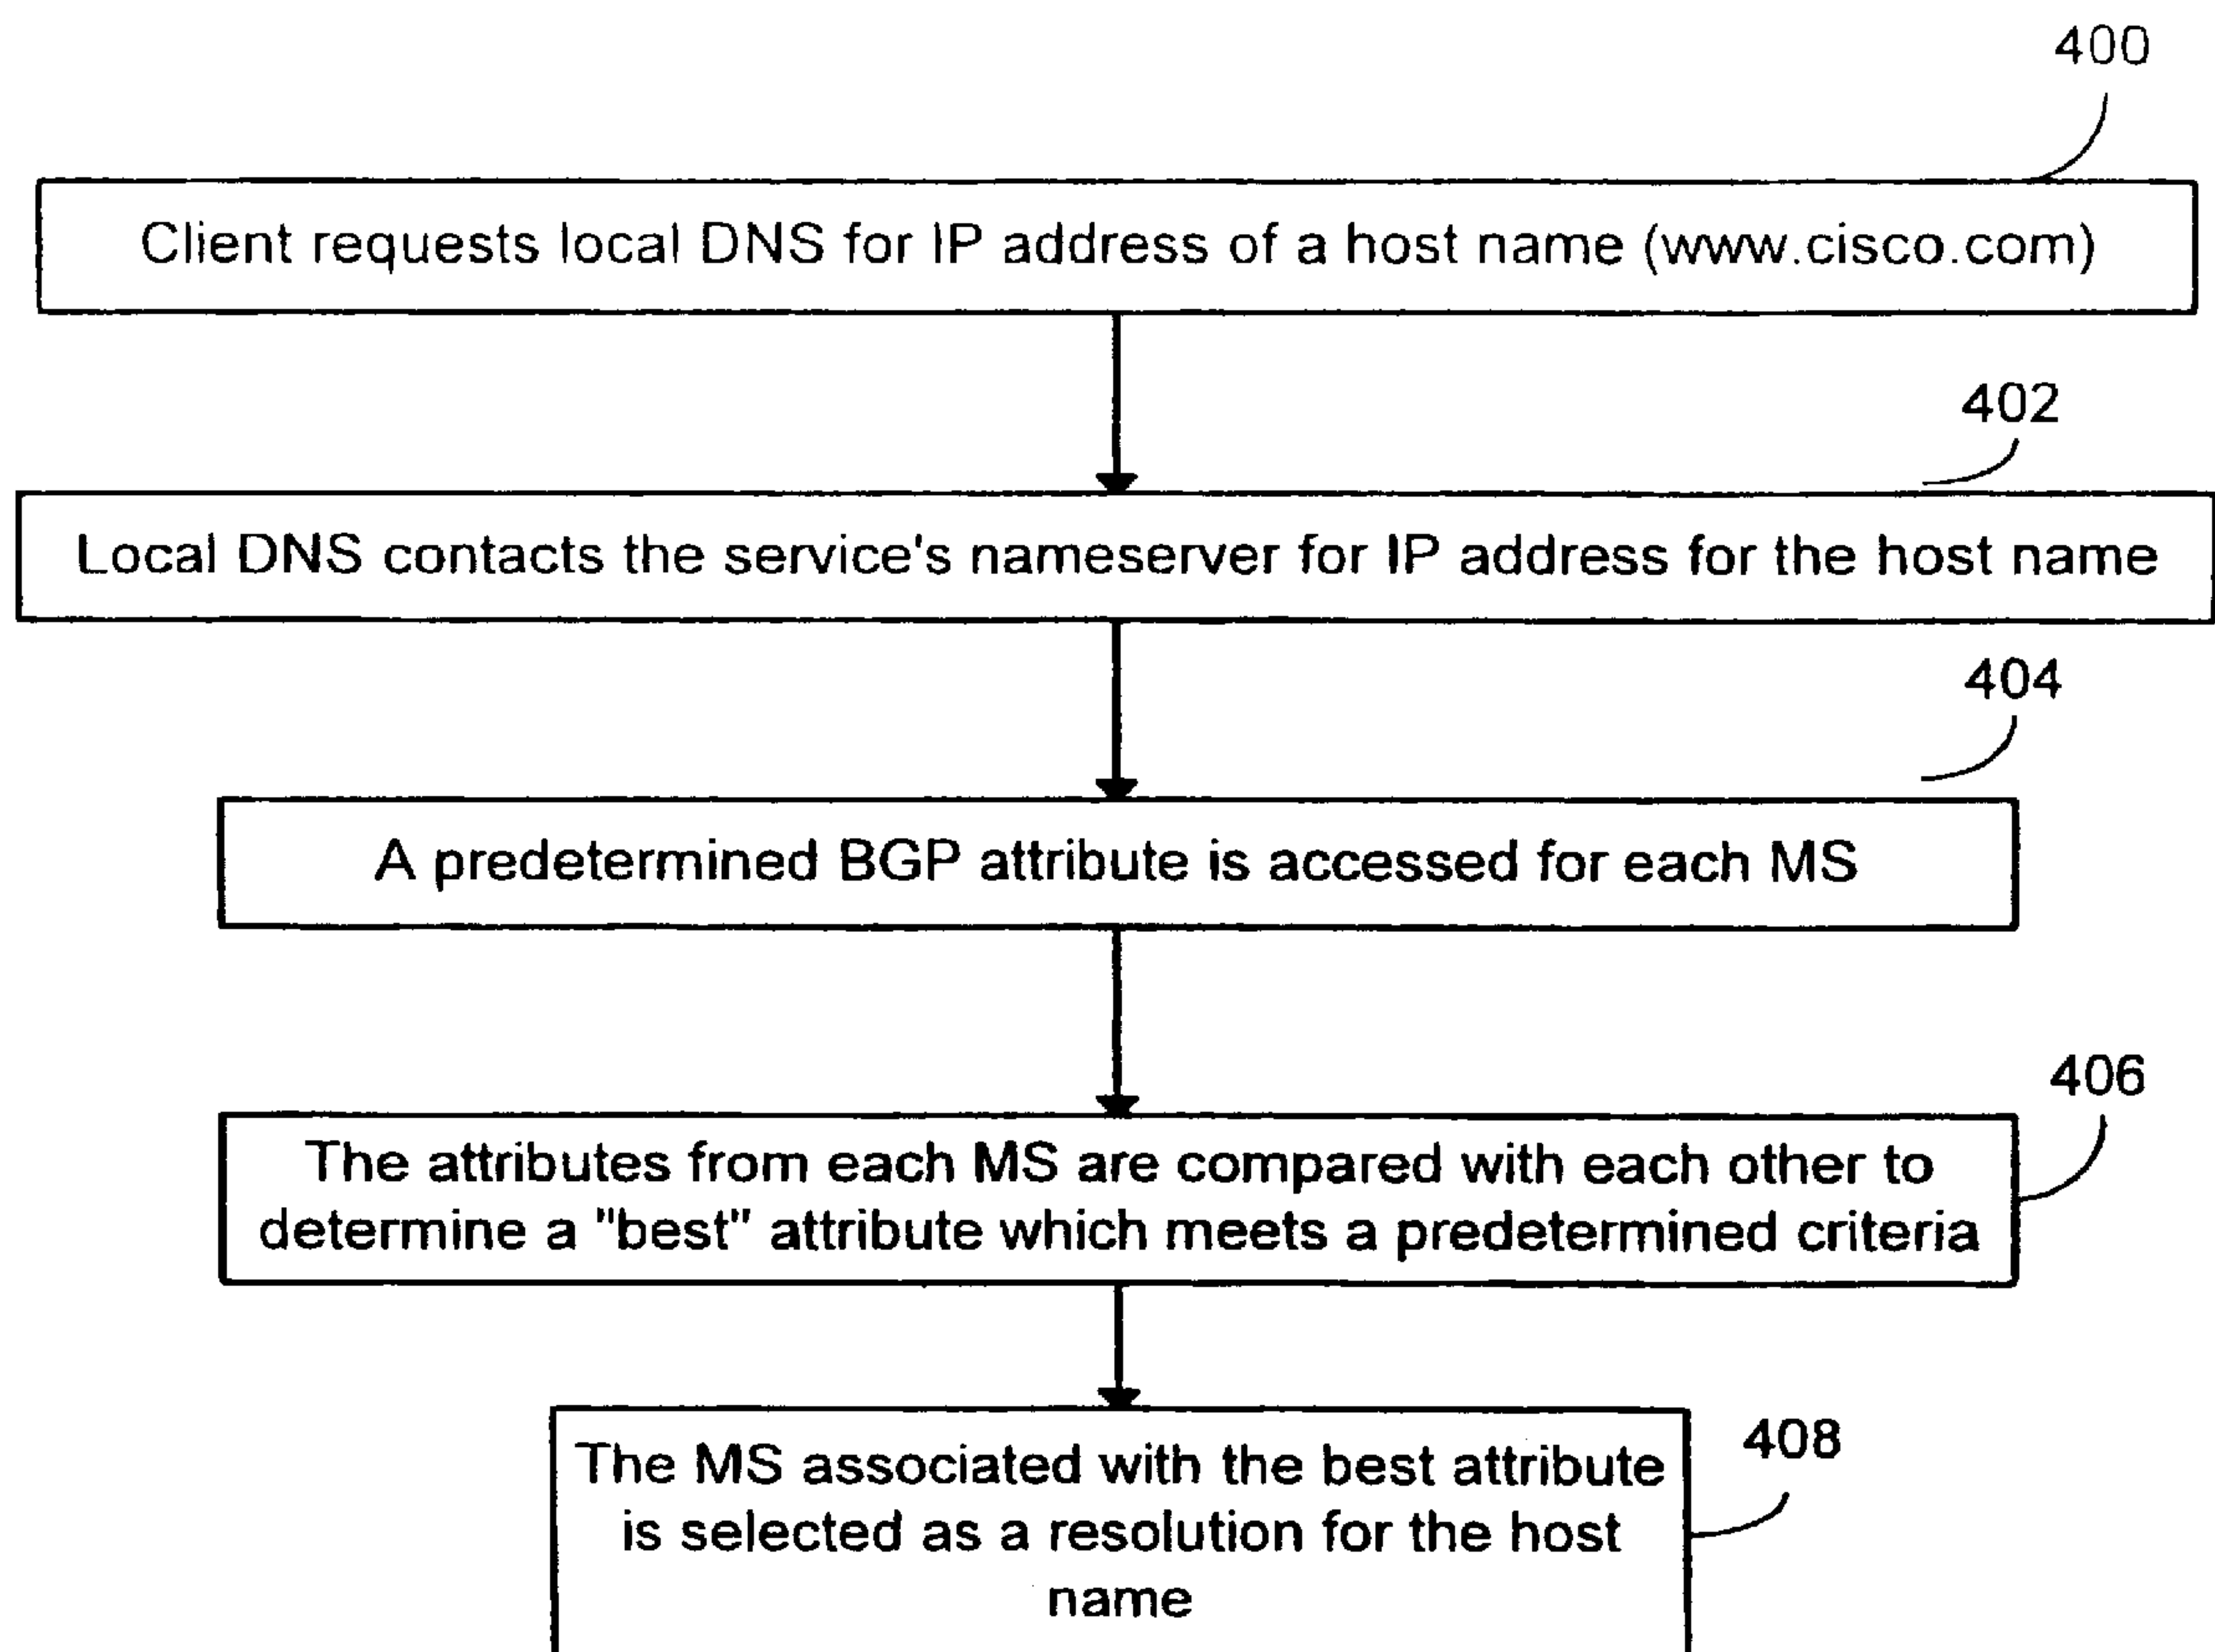 400
Client requests local DNS for IP address of a host name (www.cisco.com)
402
Local DNS contacts the service's nameserver for IP address for the host name
404
A predetermined BGP attribute is accessed for each MS
406
The attributes from each MS are compared with each other to
determine a "best" attribute which meets a predetermined criteria
408
The MS associated with the best attribute
is selected as a resolution for the host
name